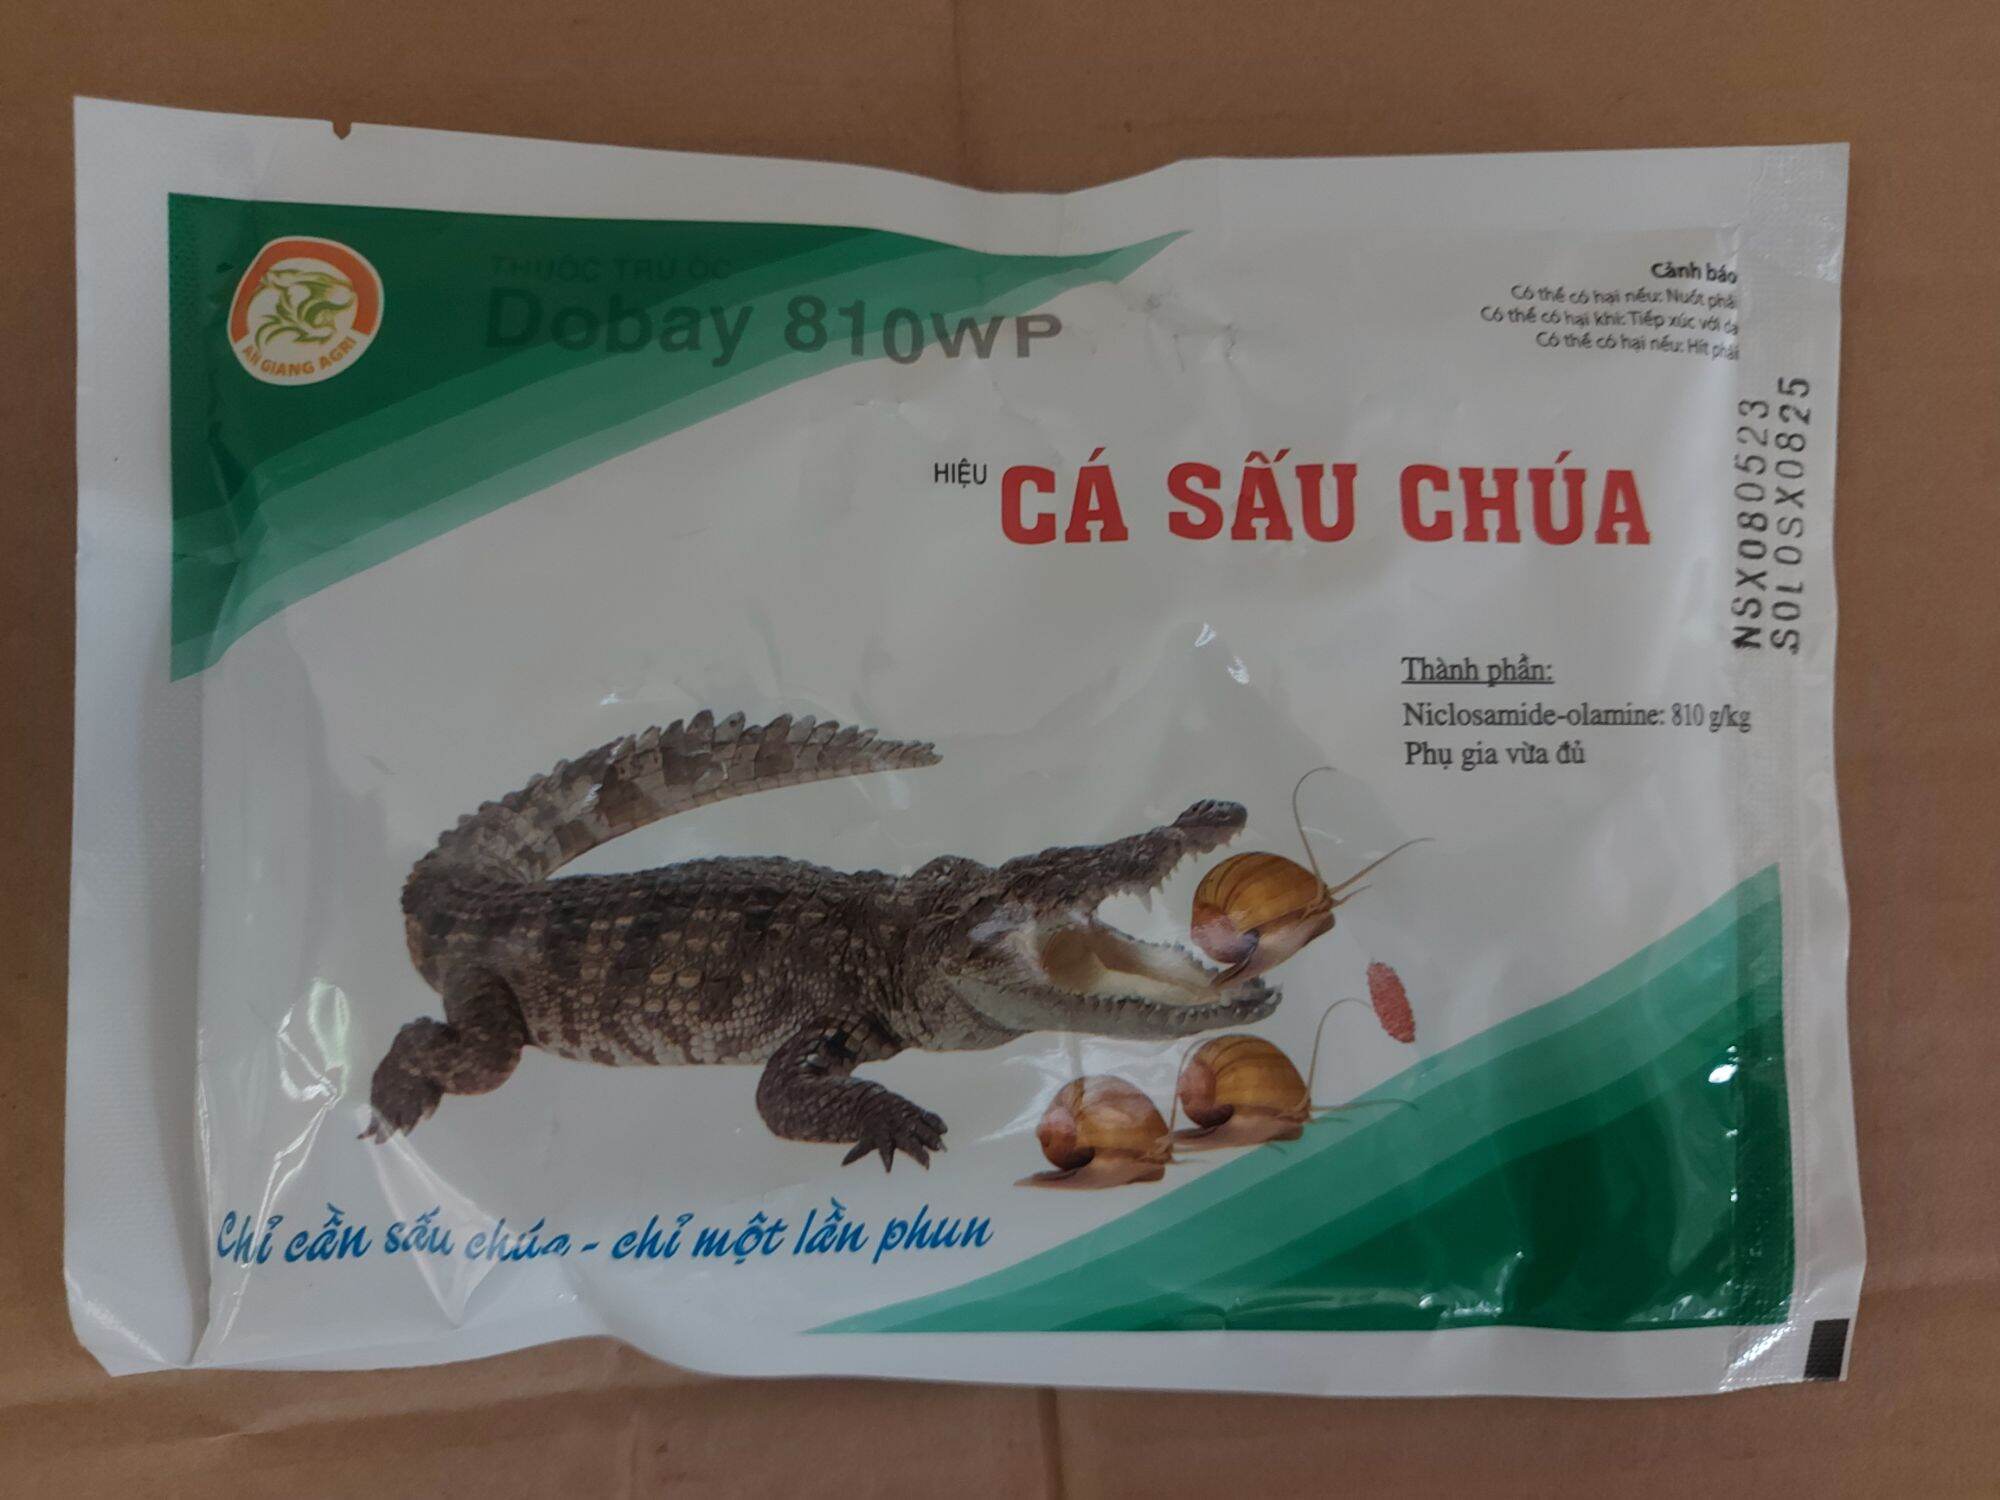 AN GIANG AGRI
THUỐC TRỪ ỐC
Dobay 810WP
Cảnh báo
Có thể có hại nếu: Nuốt phải
Có thể có hại khi: Tiếp xúc với da
Có thể có hại nếu: Hít phải
HIỆU CÁ SẤU CHÚA
NSX080523
SOLOSX0825
Thành phần:
Niclosamide-olamine: 810 g/kg
Phụ gia vừa đủ
Chỉ cần sấu chúa - chỉ một lần phun